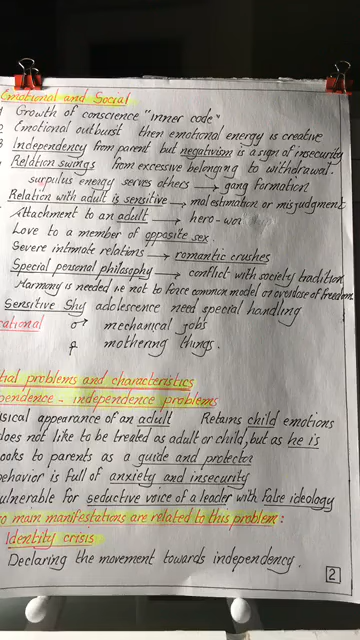 Emotional and Social
Growth of conscience "inner code"
Emotional outburst then emotional energy is creative
3 Independency from parent but negativism is a sign of insecurity
Relation swings from excessive belonging to withdrawal.
surpulus energy serves others → gang formation
Relation with adult is sensitive → malestimation or misjudgment
Attachment to an adult → hero-wor
Love to a member of opposite sex.
Severe intimate relations → romantic crushes
Special personal philosophy → conflict with society tradition
Harmony is needed ie not to force common model or overdose of freedom
Sensitive Shy adolescence need special handling
cational ♂ mechanical jobs
♀ mothering things.
tial problems and characteristics
pendence - independence problems
sical appearance of an adult Retains child emotions
does not like to be treated as adult or child, but as he is
ooks to parents as a guide and protector
behavior is full of anxiety and insecurity
ulnerable for seductive voice of a leader with false ideology
o main manifestations are related to this problem:
Identity crisis
Declaring the movement towards independency.
2